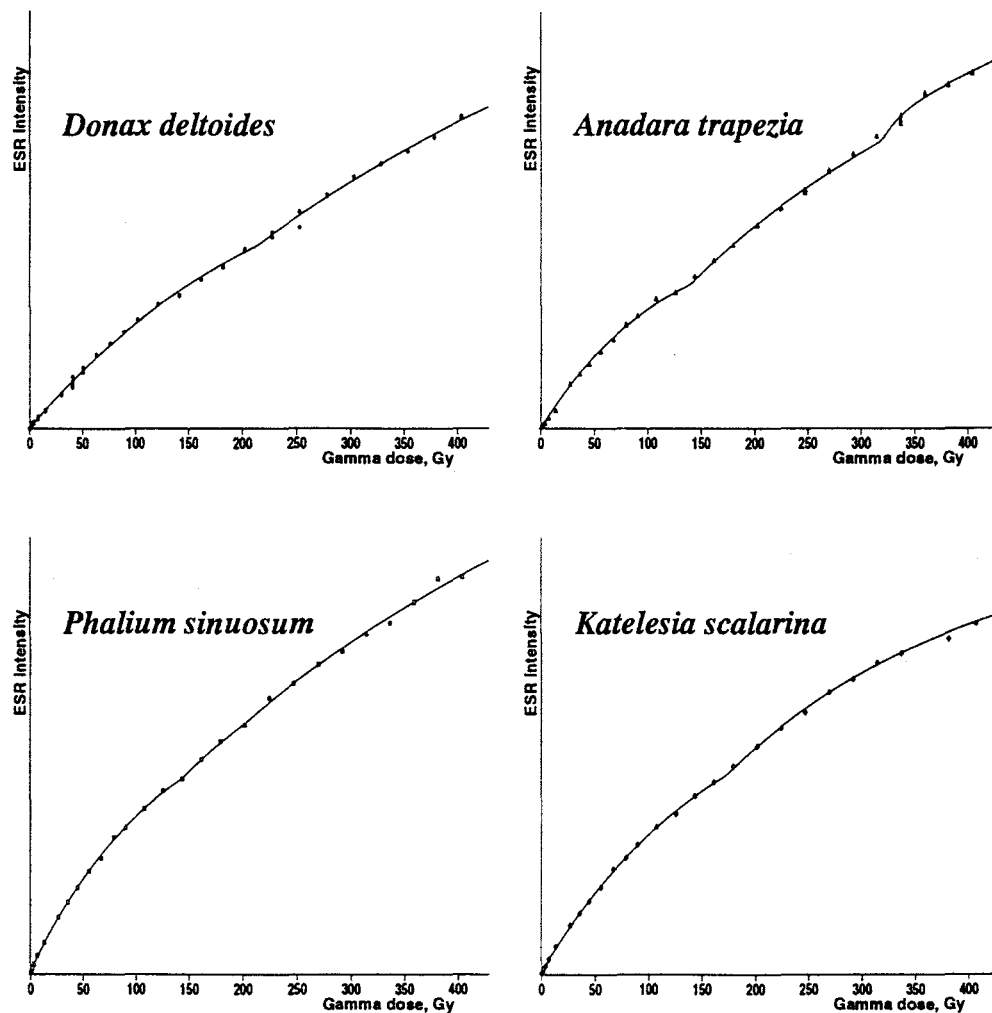 ESR Intensity
Donax deltoides
0 50 100 150 200 250 300 350 400
Gamma dose, Gy
ESR Intensity
Anadara trapezia
0 50 100 150 200 250 300 350 400
Gamma dose, Gy
ESR Intensity
Phalium sinuosum
0 50 100 150 200 250 300 350 400
Gamma dose, Gy
ESR Intensity
Katelesia scalarina
0 50 100 150 200 250 300 350 400
Gamma dose, Gy